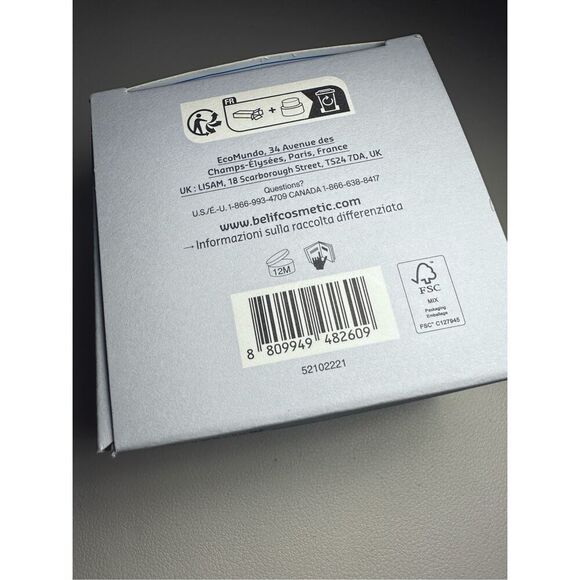 FR
+
EcoMundo, 34 Avenue des
Champs-Élysées, Paris, France
UK : LISAM, 18 Scarborough Street, TS24 7DA, UK
Questions?
U.S./É.-U. 1-866-993-4709 CANADA 1-866-638-8417
www.belifcosmetic.com
→ Informazioni sulla raccolta differenziata
12M
FSC
MIX
Packaging
Emballage
FSC® C127945
8 809949 482609
52102221